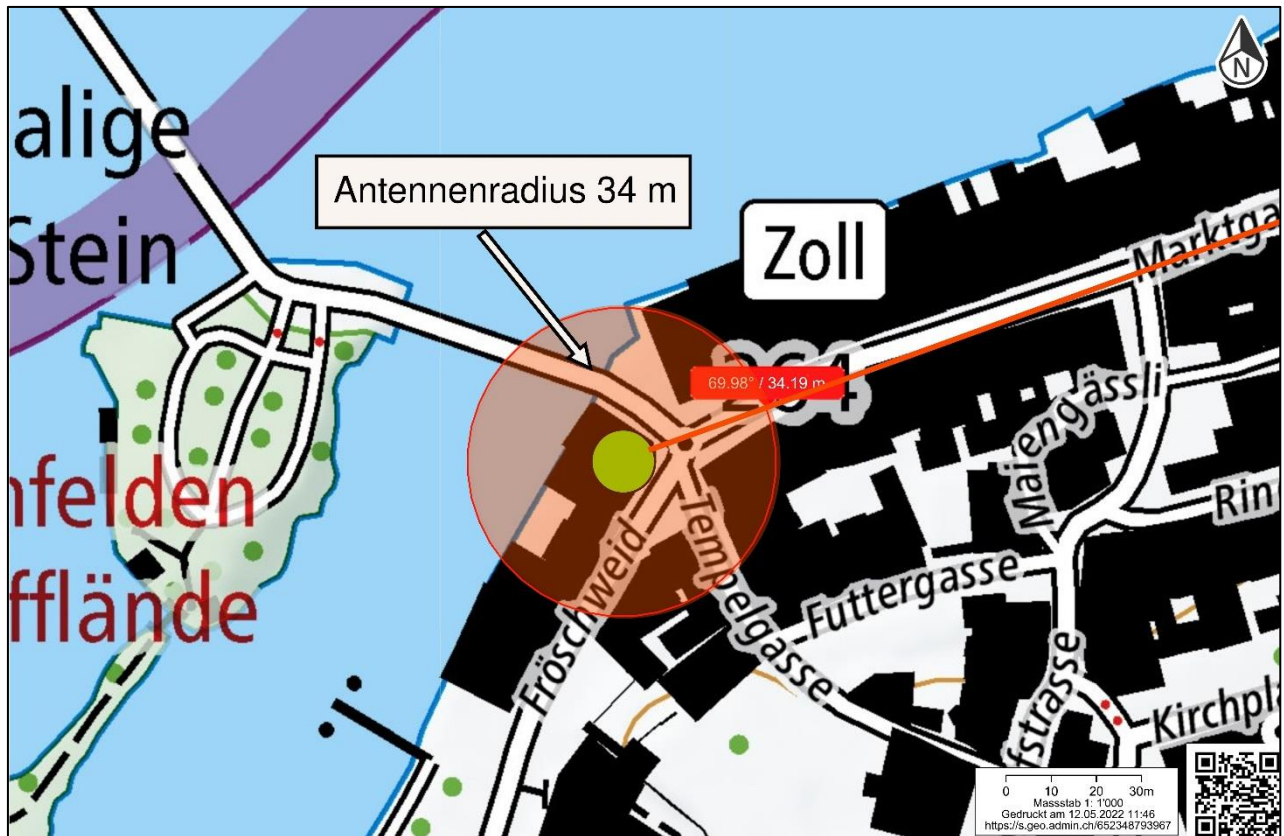 N
alige
Stein
Antennenradius 34 m
Zoll
Marktga
264
69.98° / 34.19 m
Maiengässli
Rin
nfelden
fflände
Fröschweid
Tempelgasse
Futtergasse
fstrasse
Kirchpl
0 10 20 30m
Massstab 1: 1'000
Gedruckt am 12.05.2022 11:46
https://s.geo.admin.ch/652348793967